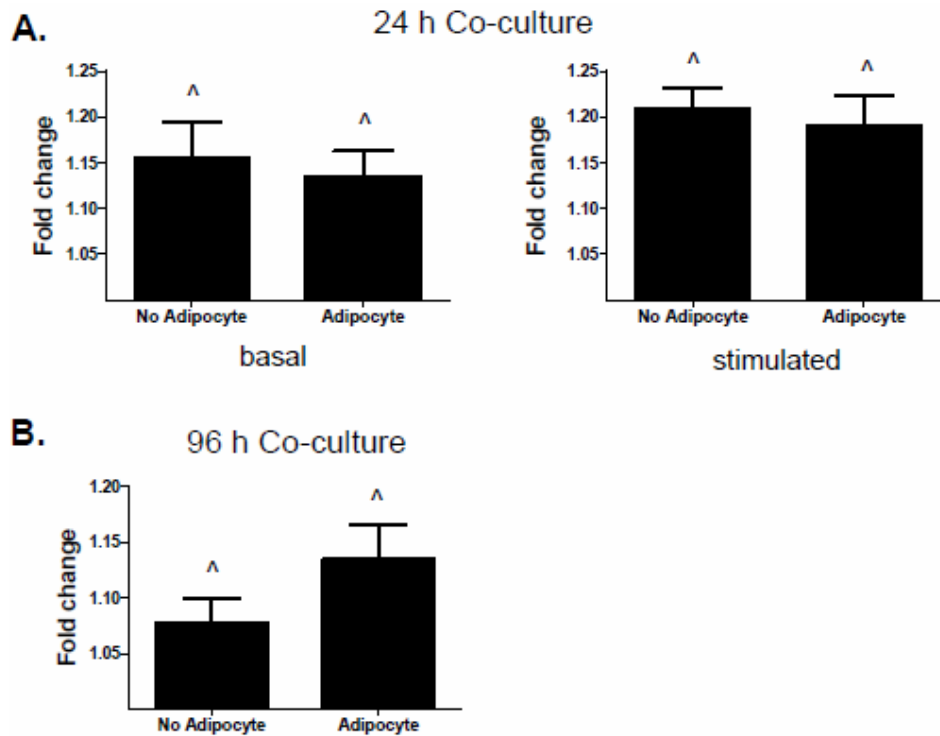 A.
24 h Co-culture
Fold change
1.25
1.20
1.15
1.10
1.05
^
^
No Adipocyte
Adipocyte
basal
Fold change
1.25
1.20
1.15
1.10
1.05
^
^
No Adipocyte
Adipocyte
stimulated
B.
96 h Co-culture
Fold change
1.20
1.15
1.10
1.05
^
^
No Adipocyte
Adipocyte